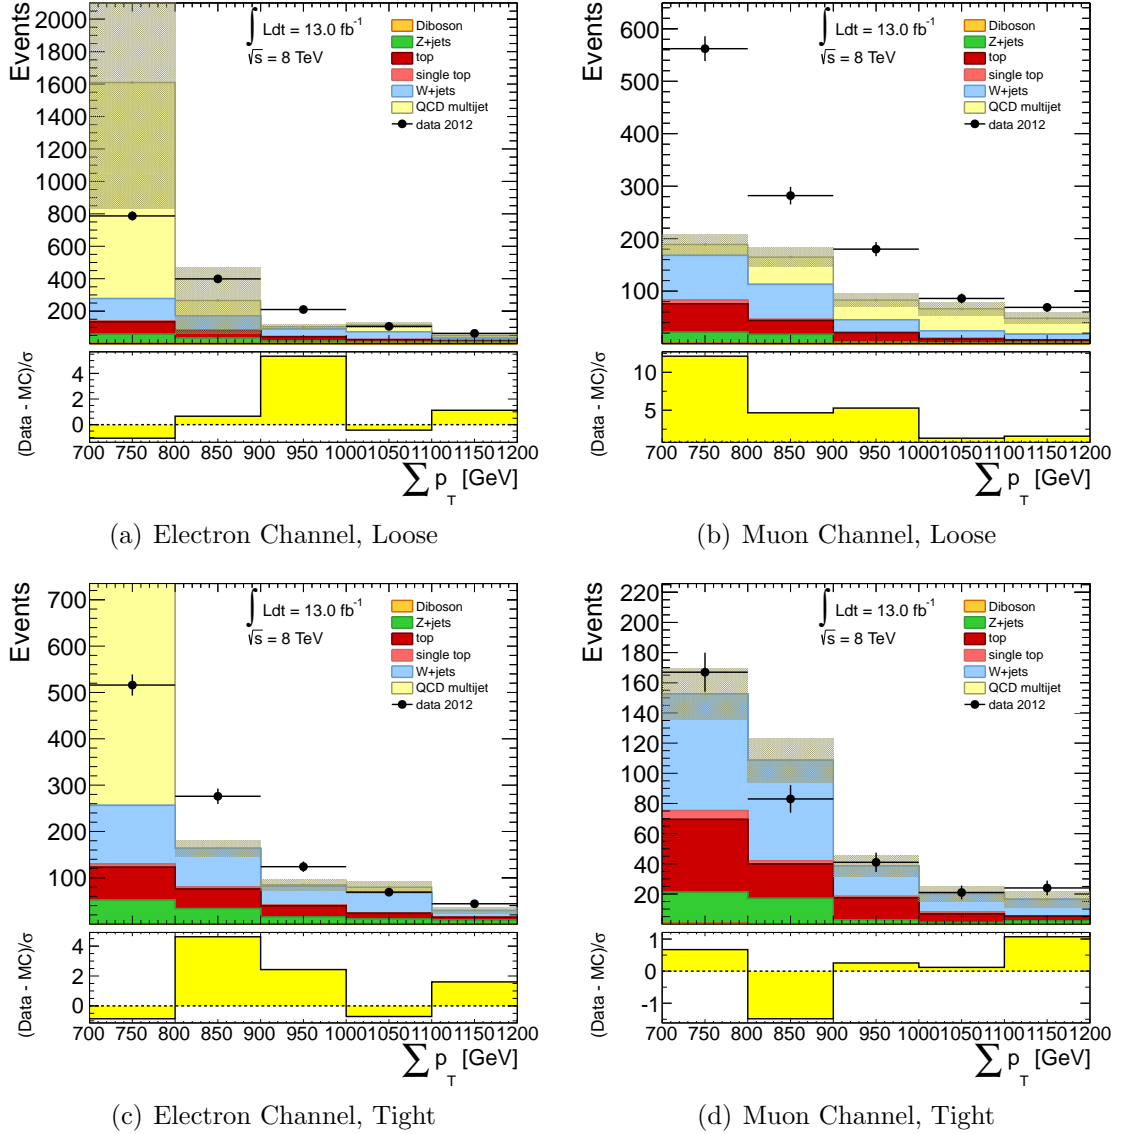 Events
2000
1800
1600
1400
1200
1000
800
600
400
200
∫ Ldt = 13.0 fb⁻¹
√s = 8 TeV
Diboson
Z+jets
top
single top
W+jets
QCD multijet
data 2012
(Data - MC)/σ
4
2
0
700 750 800 850 900 950 1000 1050 1100 1150 1200
∑ p_T [GeV]
(a) Electron Channel, Loose
Events
600
500
400
300
200
100
∫ Ldt = 13.0 fb⁻¹
√s = 8 TeV
Diboson
Z+jets
top
single top
W+jets
QCD multijet
data 2012
(Data - MC)/σ
10
5
700 750 800 850 900 950 1000 1050 1100 1150 1200
∑ p_T [GeV]
(b) Muon Channel, Loose
Events
700
600
500
400
300
200
100
∫ Ldt = 13.0 fb⁻¹
√s = 8 TeV
Diboson
Z+jets
top
single top
W+jets
QCD multijet
data 2012
(Data - MC)/σ
4
2
0
700 750 800 850 900 950 1000 1050 1100 1150 1200
∑ p_T [GeV]
(c) Electron Channel, Tight
Events
220
200
180
160
140
120
100
80
60
40
20
∫ Ldt = 13.0 fb⁻¹
√s = 8 TeV
Diboson
Z+jets
top
single top
W+jets
QCD multijet
data 2012
(Data - MC)/σ
1
0
-1
700 750 800 850 900 950 1000 1050 1100 1150 1200
∑ p_T [GeV]
(d) Muon Channel, Tight